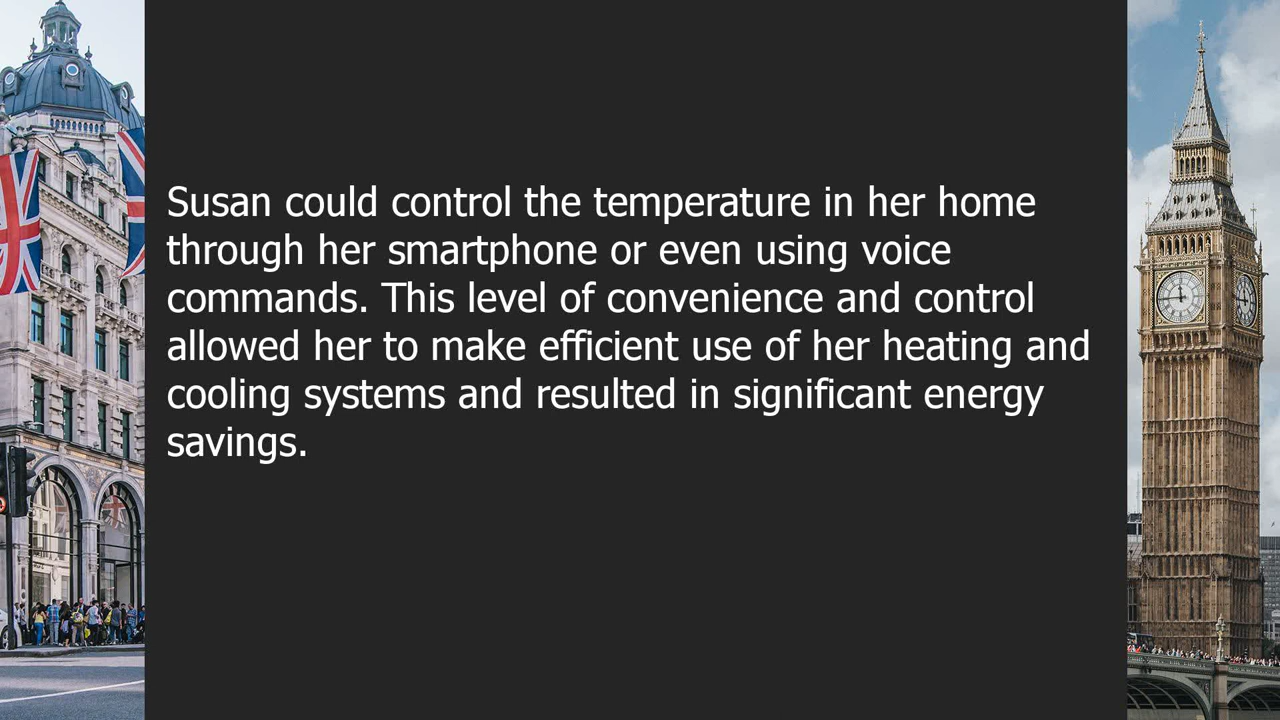 Susan could control the temperature in her home
through her smartphone or even using voice
commands. This level of convenience and control
allowed her to make efficient use of her heating and
cooling systems and resulted in significant energy
savings.